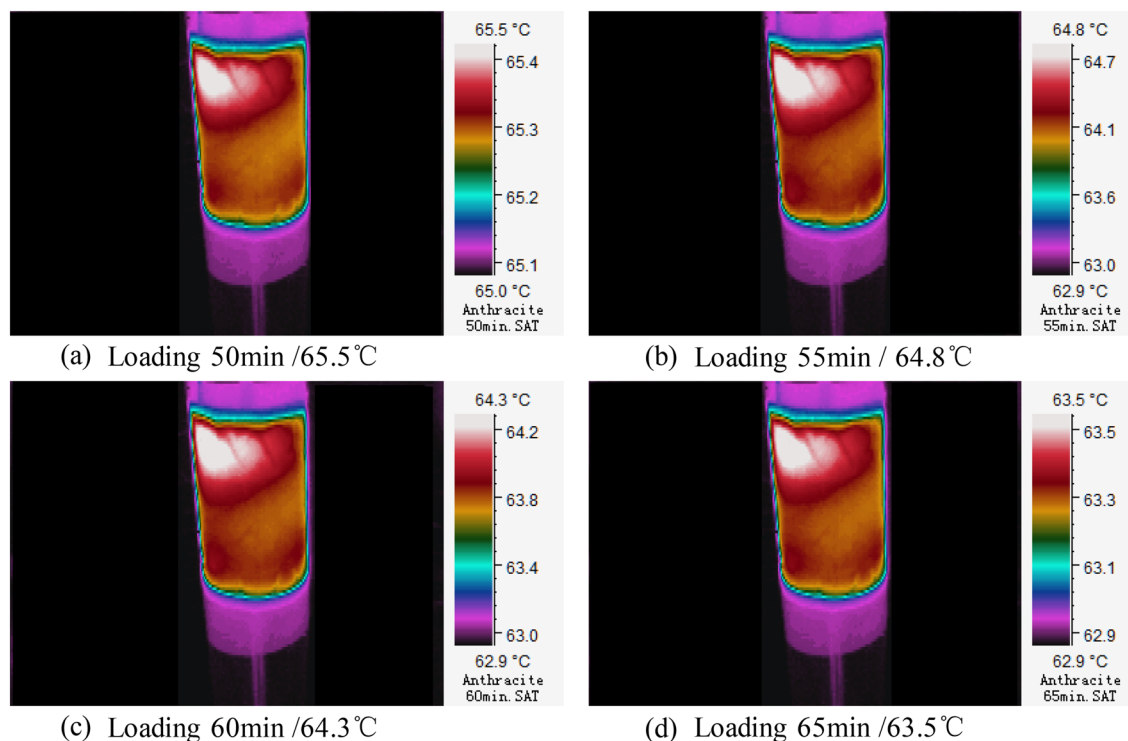 65.5 °C
65.4
65.3
65.2
65.1
65.0 °C
Anthracite
50min.SAT
(a) Loading 50min /65.5℃
64.8 °C
64.7
64.1
63.6
63.0
62.9 °C
Anthracite
55min.SAT
(b) Loading 55min / 64.8℃
64.3 °C
64.2
63.8
63.4
63.0
62.9 °C
Anthracite
60min.SAT
(c) Loading 60min /64.3℃
63.5 °C
63.5
63.3
63.1
62.9
62.9 °C
Anthracite
65min.SAT
(d) Loading 65min /63.5℃